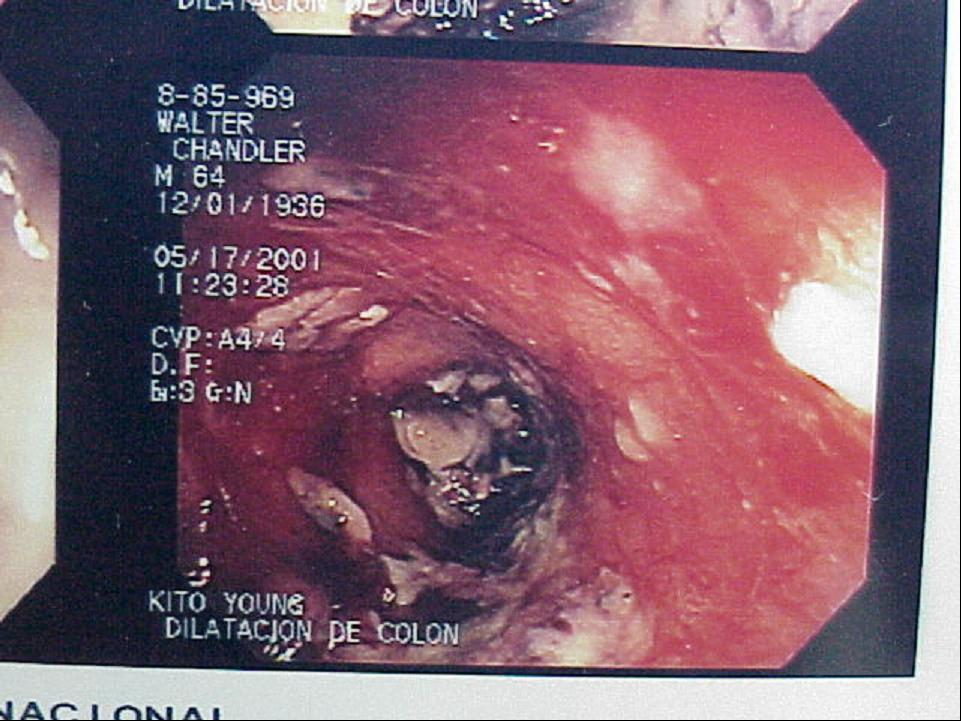 DILATACION DE COLON
8-85-969
WALTER
CHANDLER
M 64
12/01/1936
05/17/2001
11:23:28
CVP:A4/4
D.F:
E:3 G:N
KITO YOUNG
DILATACION DE COLON
NACIONAL